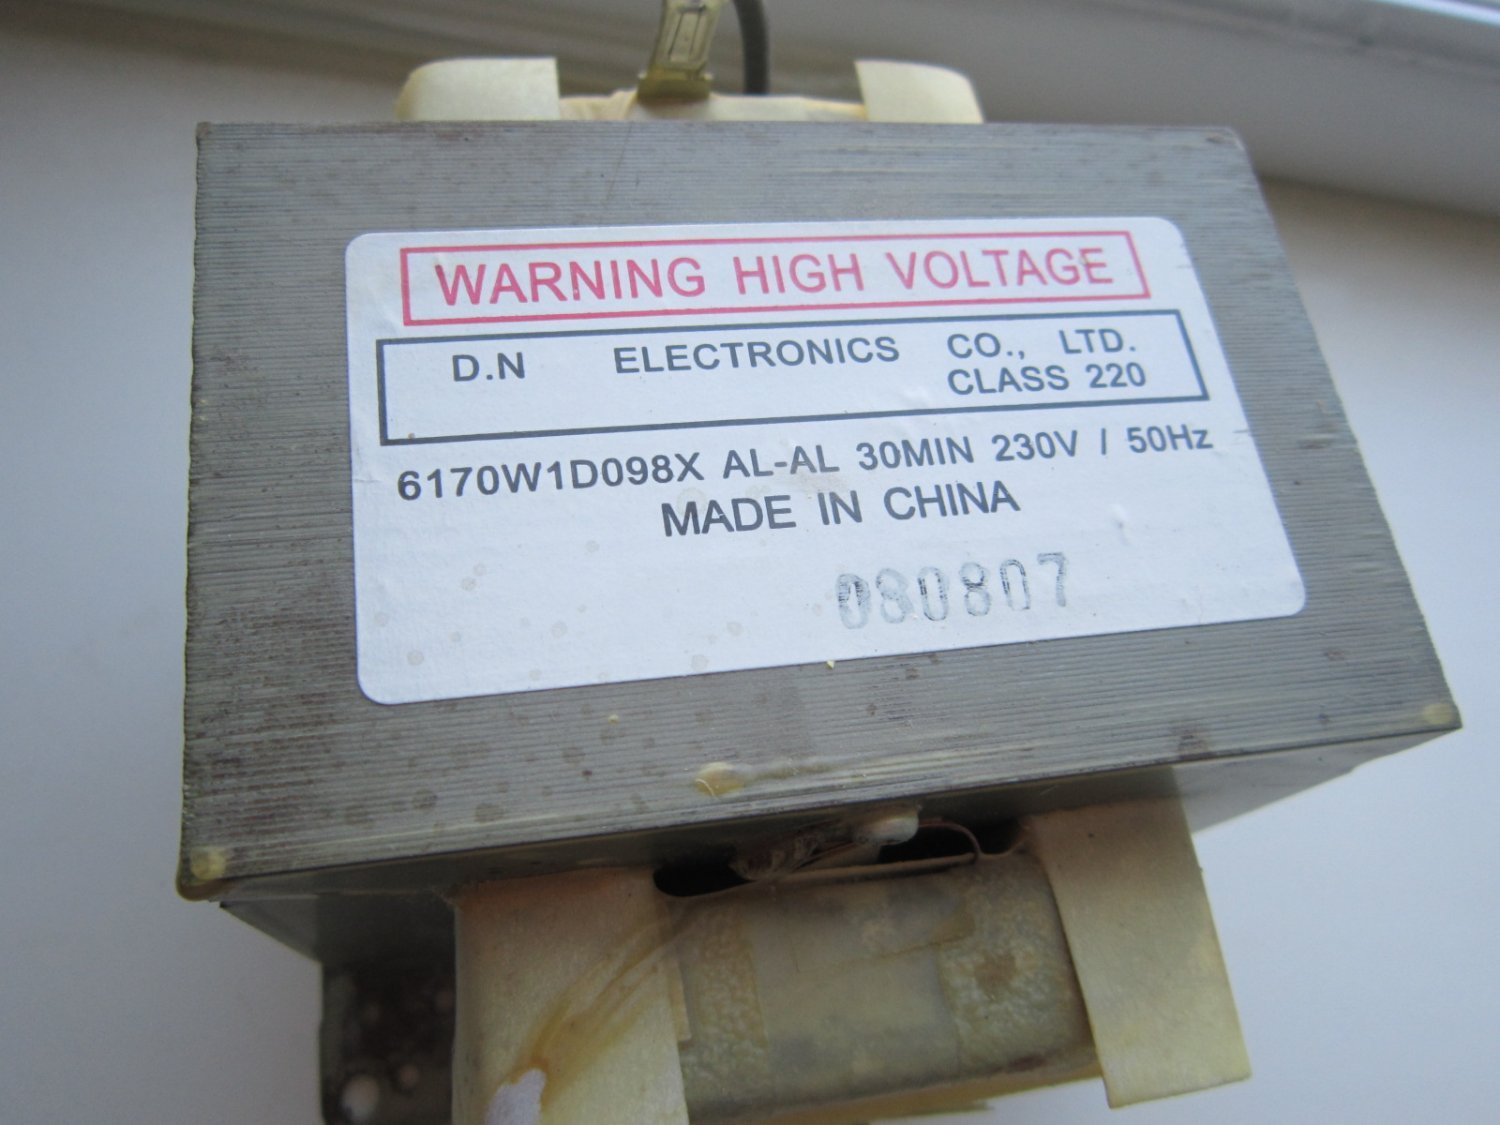 WARNING HIGH VOLTAGE
D.N ELECTRONICS CO., LTD.
CLASS 220
6170W1D098X AL-AL 30MIN 230V / 50Hz
MADE IN CHINA
080807